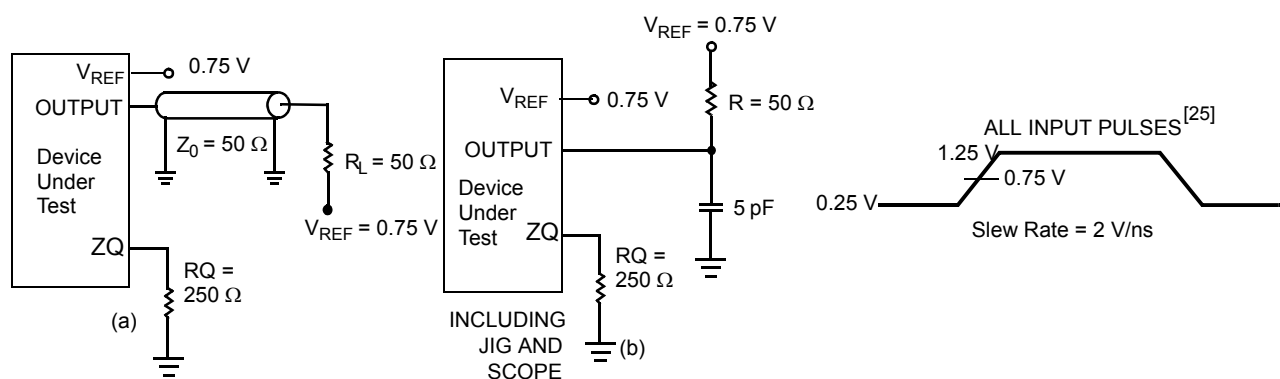 V_REF
0.75 V
OUTPUT
Z_0 = 50 Ω
Device
Under
Test
R_L = 50 Ω
V_REF = 0.75 V
ZQ
RQ =
250 Ω
(a)
V_REF = 0.75 V
V_REF
0.75 V
R = 50 Ω
OUTPUT
Device
Under
Test
5 pF
ZQ
RQ =
250 Ω
INCLUDING
JIG AND
SCOPE
(b)
ALL INPUT PULSES[25]
1.25 V
0.75 V
0.25 V
Slew Rate = 2 V/ns